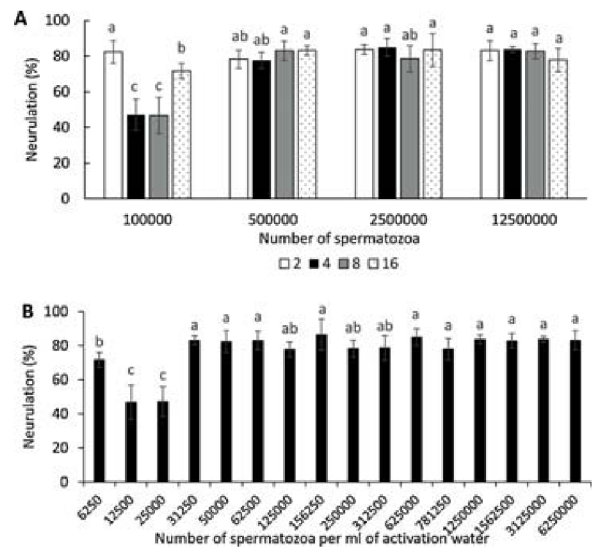 A
100
80
60
40
20
0
Neurulation (%)
a c c b ab ab a a a a ab a a a a a
100000 500000 2500000 12500000
Number of spermatozoa
2 4 8 16
B
100
80
60
40
20
0
Neurulation (%)
b c c a a a ab a ab ab a a a a a a
6250 12500 25000 31250 50000 62500 125000 156250 250000 312500 625000 781250 1250000 1562500 3125000 6250000
Number of spermatozoa per ml of activation water